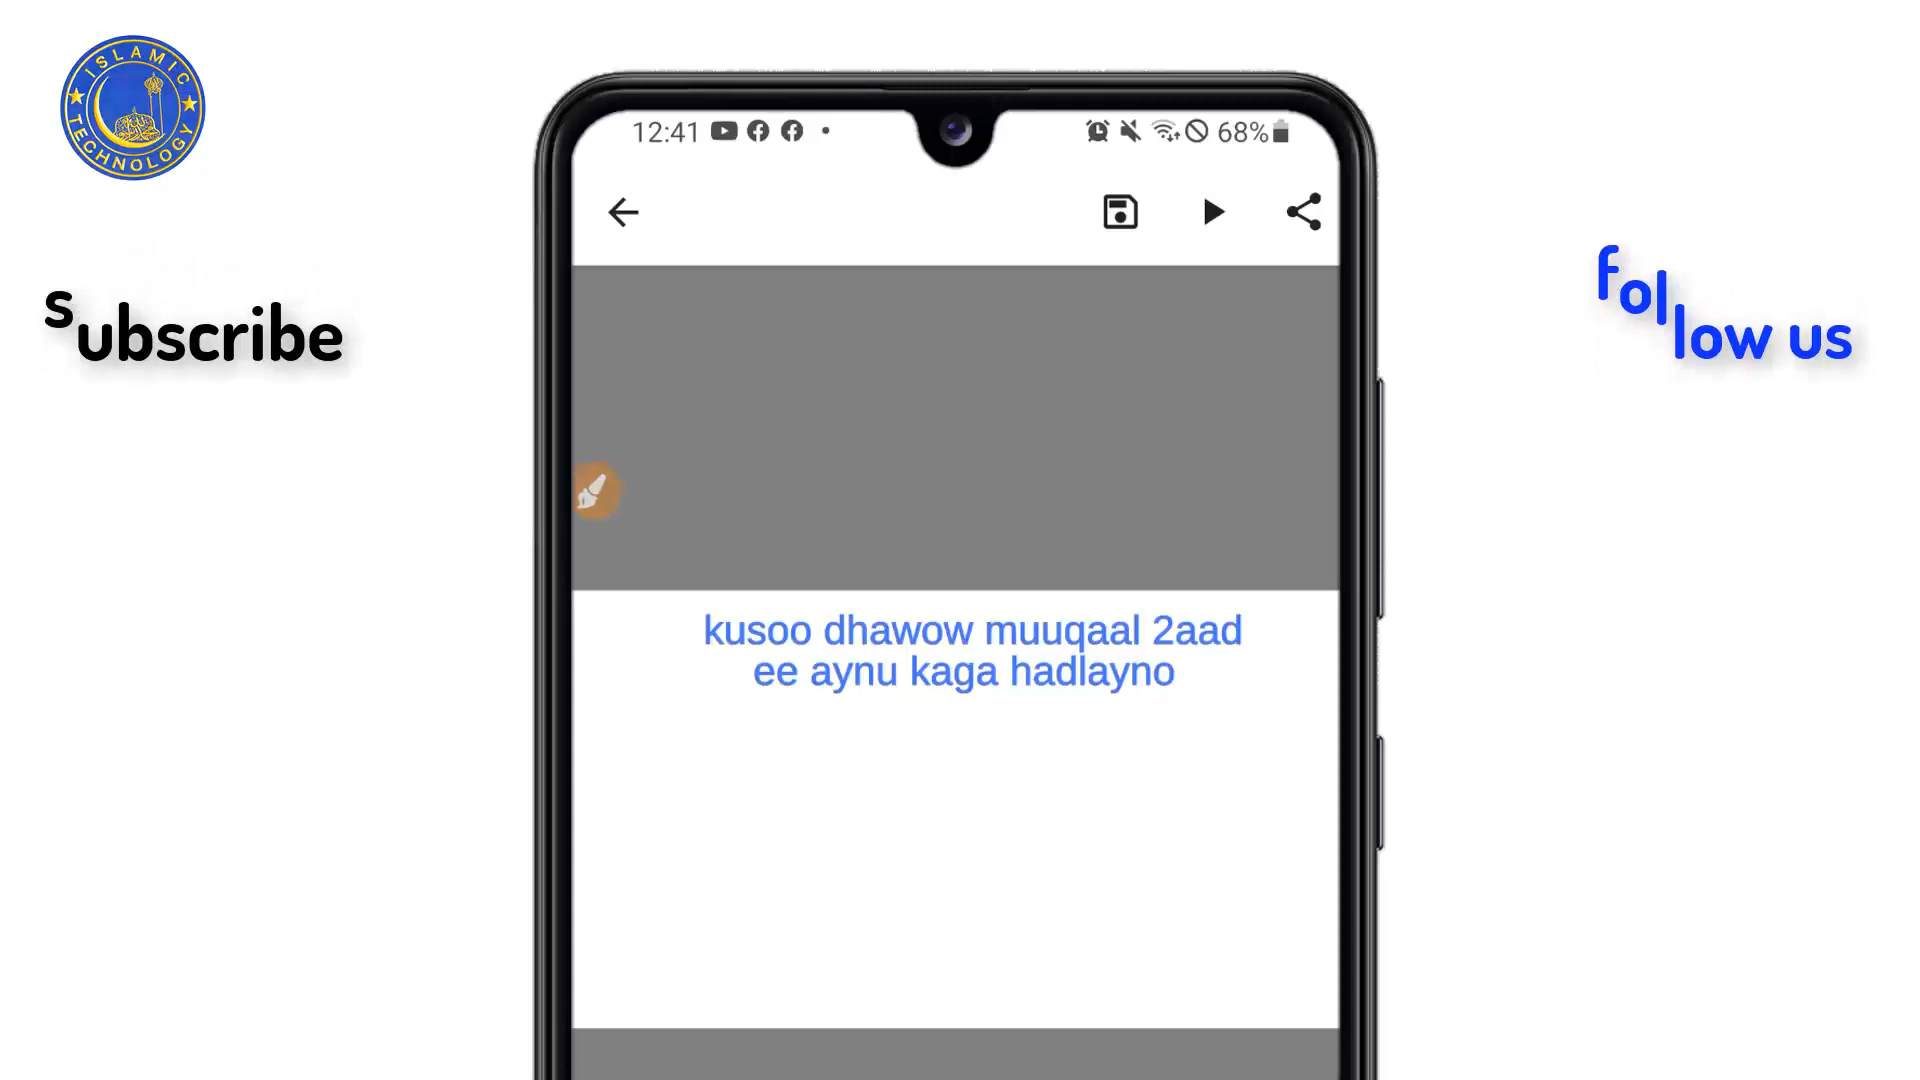 ISLAMIC
TECHNOLOGY
subscribe
follow us
12:41
68%
kusoo dhawow muuqaal 2aad
ee aynu kaga hadlayno